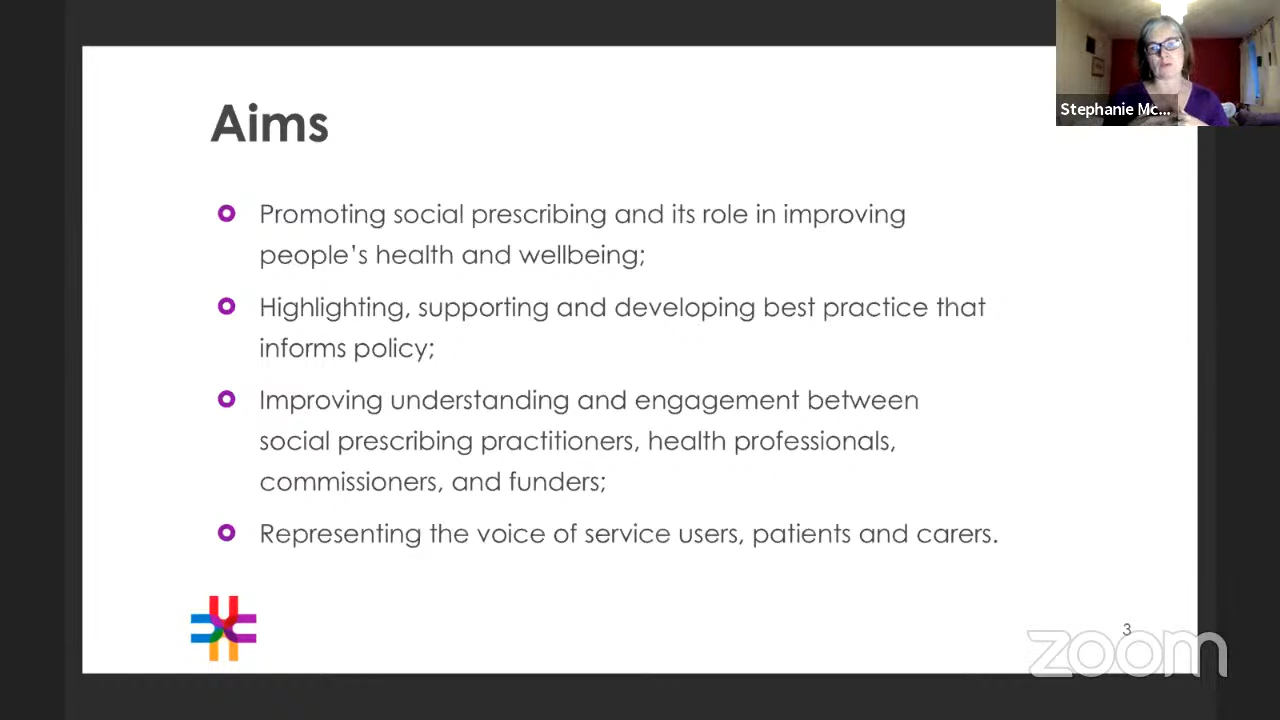 Aims
Promoting social prescribing and its role in improving
people’s health and wellbeing;
Highlighting, supporting and developing best practice that
informs policy;
Improving understanding and engagement between
social prescribing practitioners, health professionals,
commissioners, and funders;
Representing the voice of service users, patients and carers.
3
zoom
Stephanie Mc...